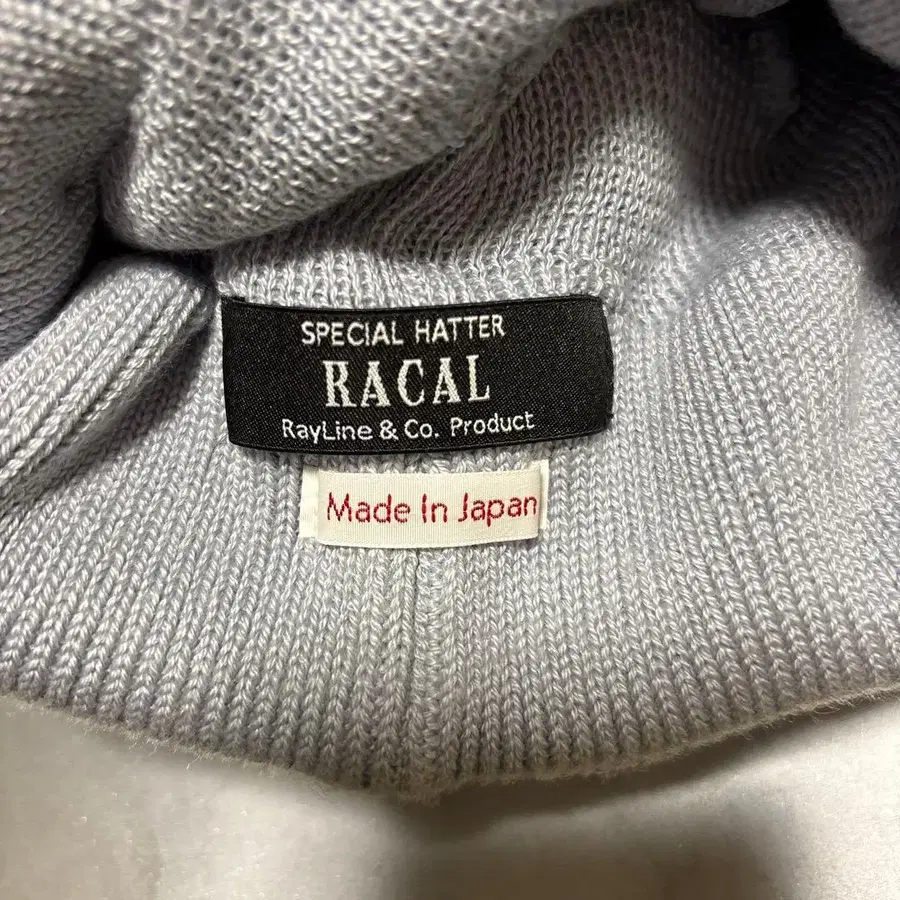 SPECIAL HATTER
RACAL
RayLine & Co. Product
Made In Japan